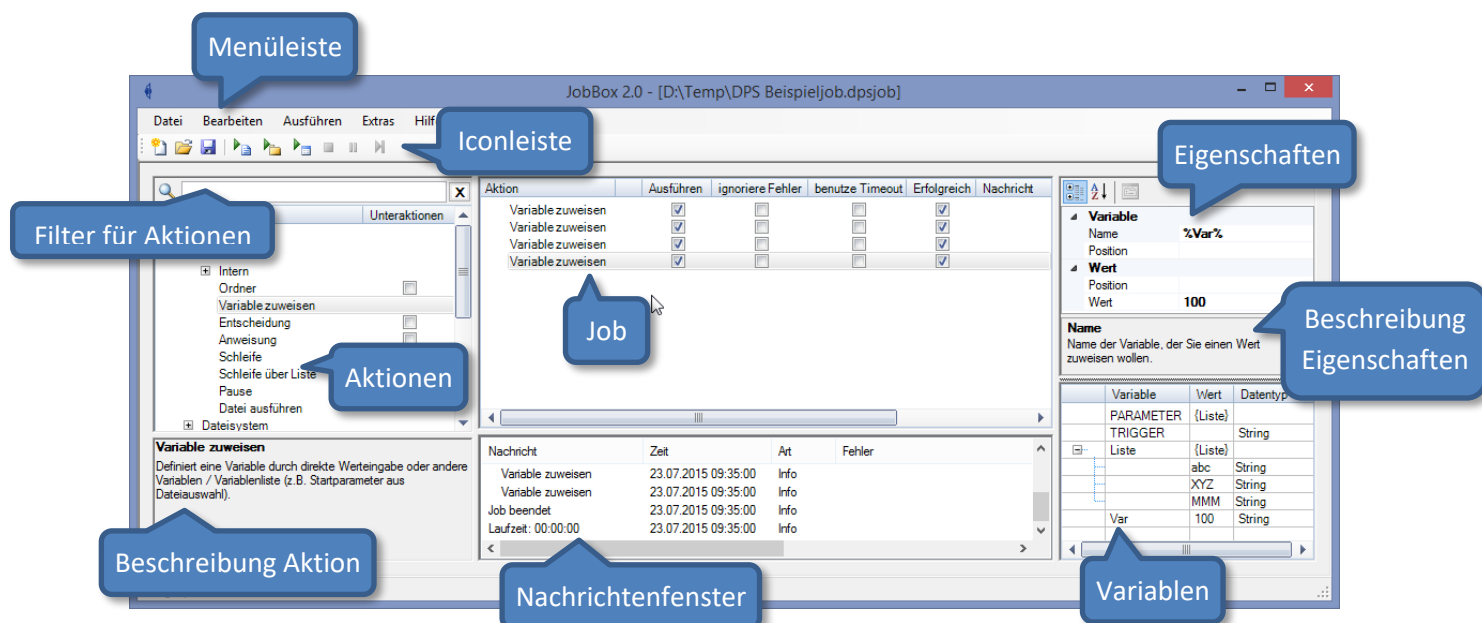 Menüleiste
JobBox 2.0 - [D:\Temp\DPS Beispieljob.dpsjob]
Datei Bearbeiten Ausführen Extras Hilf
Iconleiste
Eigenschaften
X
Filter für Aktionen
Unteraktionen
Intern
Ordner
Variable zuweisen
Entscheidung
Anweisung
Schleife
Schleife über Liste
Pause
Datei ausführen
Dateisystem
Aktionen
Variable zuweisen
Definiert eine Variable durch direkte Werteingabe oder andere
Variablen / Variablenliste (z.B. Startparameter aus
Dateiauswahl).
Beschreibung Aktion
Aktion Ausführen ignoriere Fehler benutze Timeout Erfolgreich Nachricht
Variable zuweisen
Variable zuweisen
Variable zuweisen
Variable zuweisen
Job
Nachricht Zeit Art Fehler
Variable zuweisen 23.07.2015 09:35:00 Info
Variable zuweisen 23.07.2015 09:35:00 Info
Job beendet 23.07.2015 09:35:00 Info
Laufzeit: 00:00:00 23.07.2015 09:35:00 Info
Nachrichtenfenster
A Z
Variable
Name %Var%
Position
Wert
Position
Wert 100
Name
Name der Variable, der Sie einen Wert
zuweisen wollen.
Beschreibung
Eigenschaften
Variable Wert Datentyp
PARAMETER {Liste}
TRIGGER String
Liste {Liste}
abc String
XYZ String
MMM String
Var 100 String
Variablen